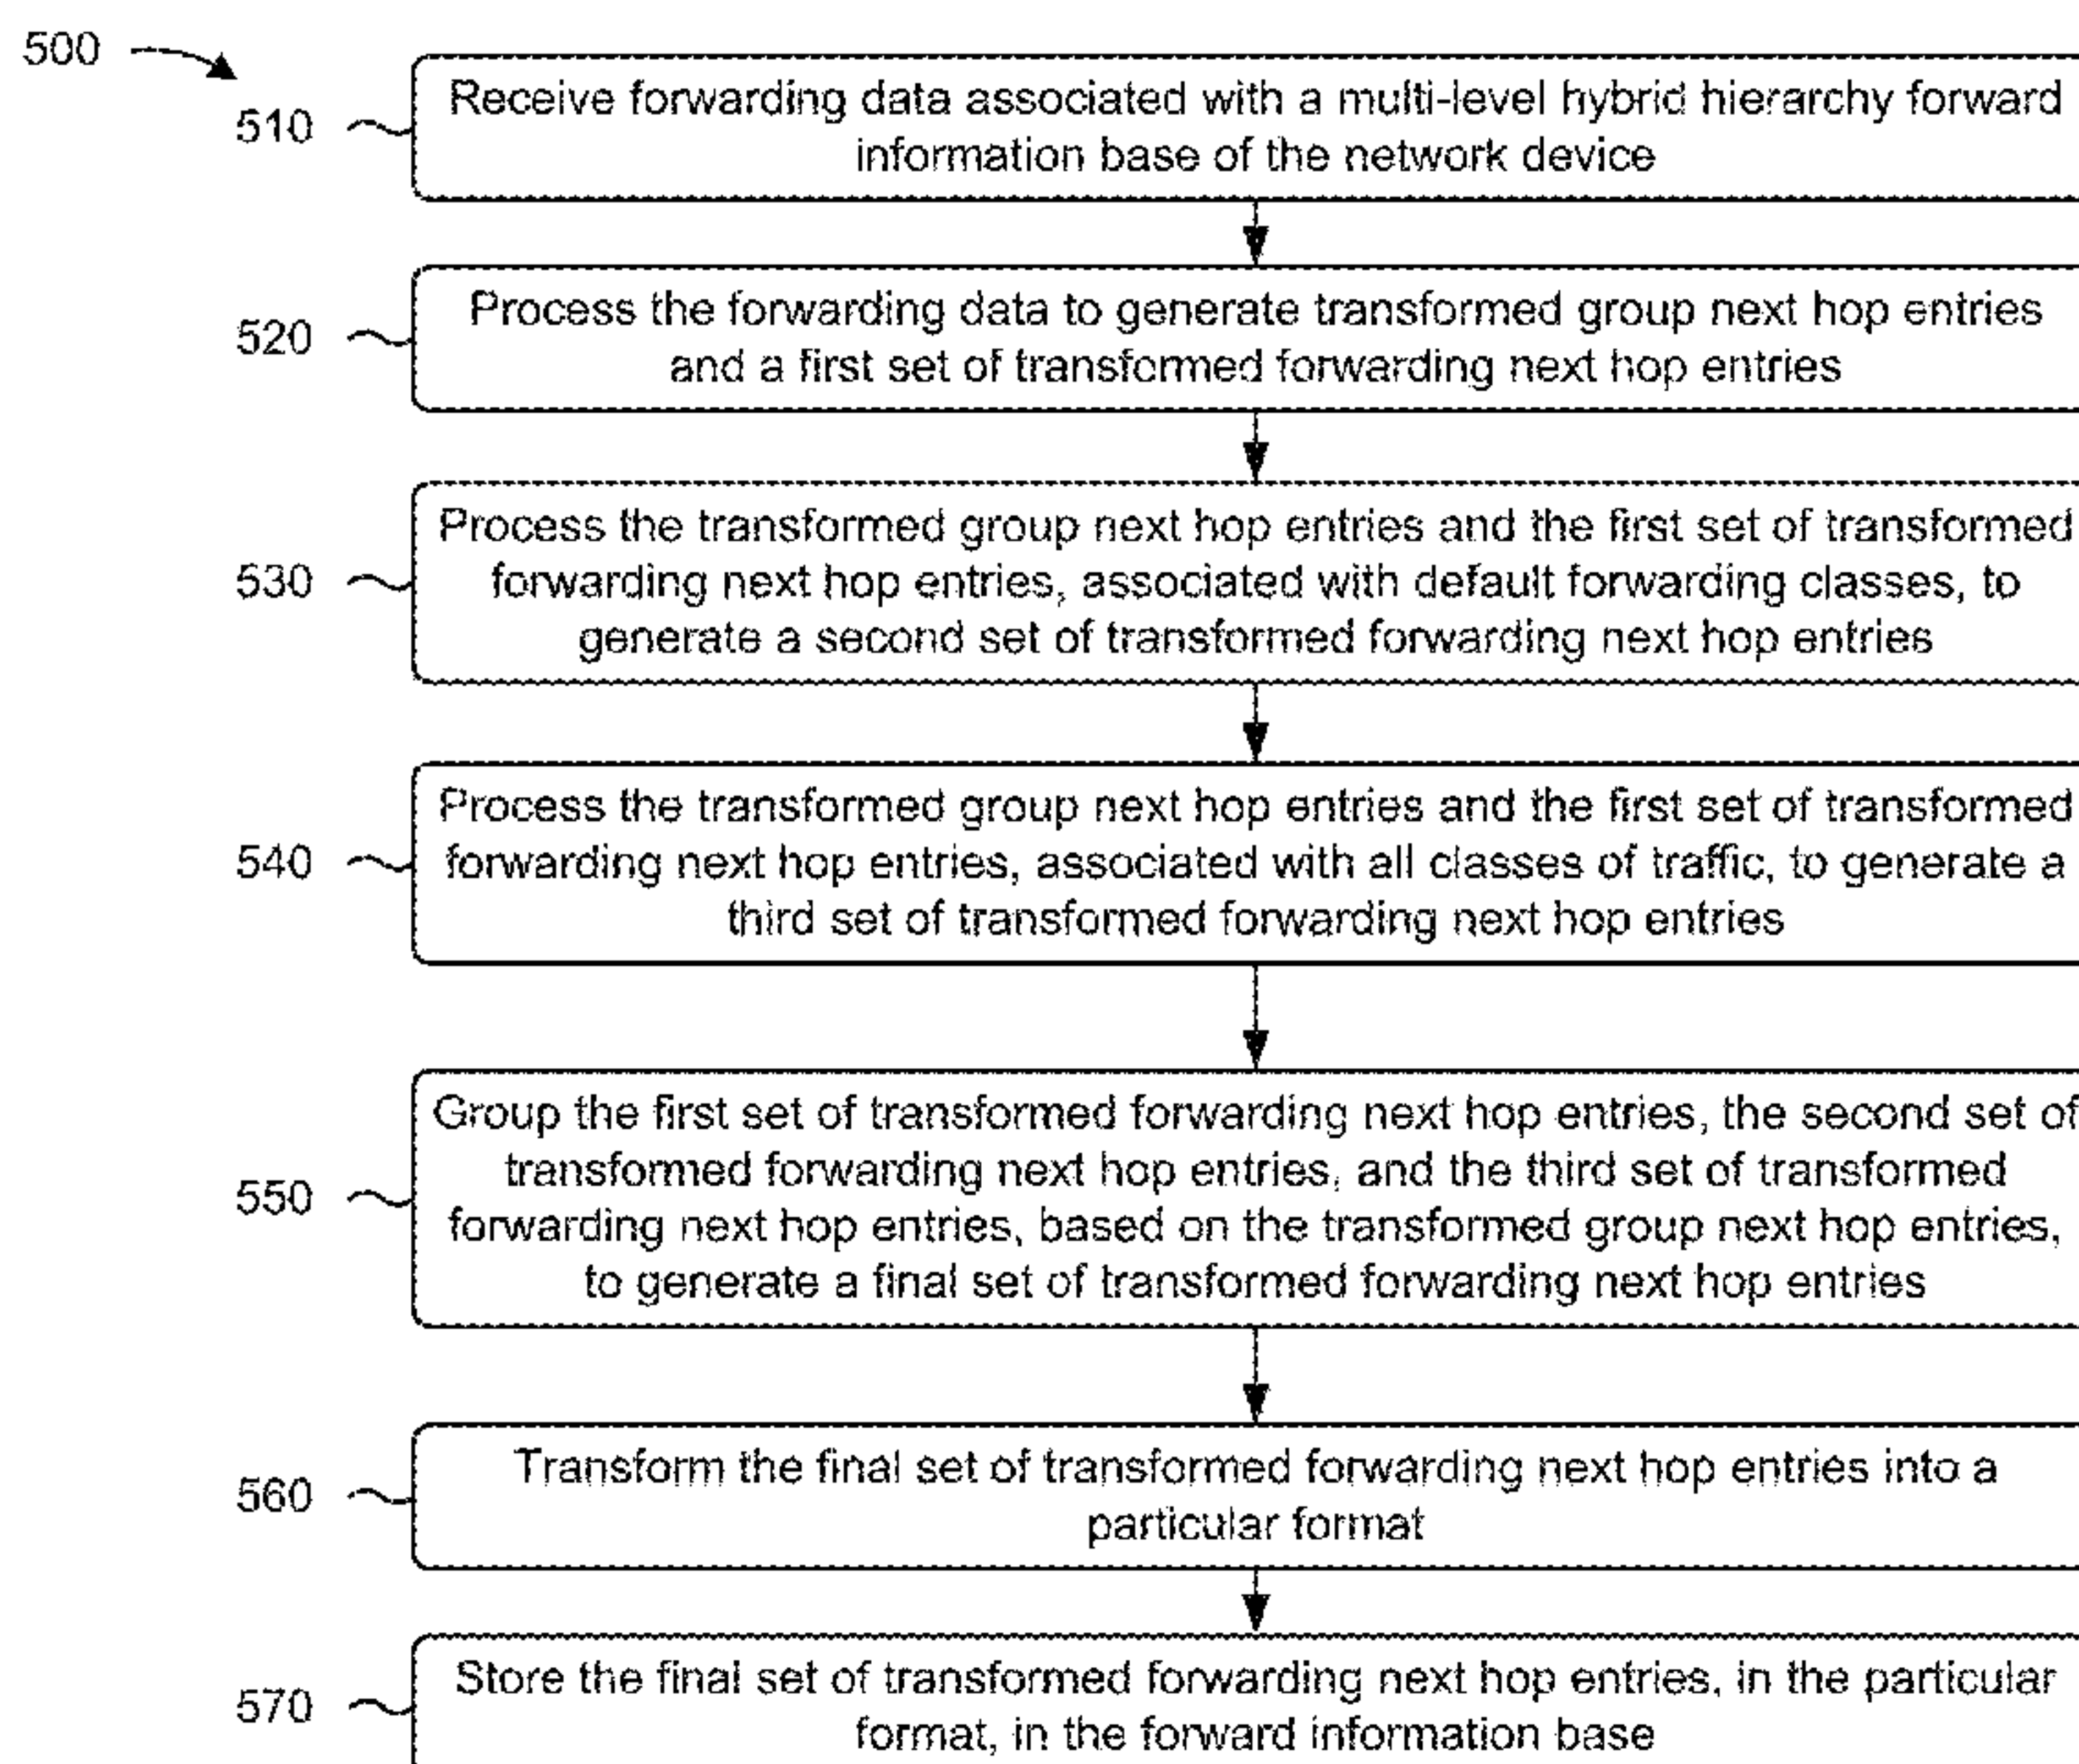 500
510
Receive forwarding data associated with a multi-level hybrid hierarchy forward
information base of the network device
520
Process the forwarding data to generate transformed group next hop entries
and a first set of transformed forwarding next hop entries
530
Process the transformed group next hop entries and the first set of transformed
forwarding next hop entries, associated with default forwarding classes, to
generate a second set of transformed forwarding next hop entries
540
Process the transformed group next hop entries and the first set of transformed
forwarding next hop entries, associated with all classes of traffic, to generate a
third set of transformed forwarding next hop entries
550
Group the first set of transformed forwarding next hop entries, the second set of
transformed forwarding next hop entries, and the third set of transformed
forwarding next hop entries, based on the transformed group next hop entries,
to generate a final set of transformed forwarding next hop entries
560
Transform the final set of transformed forwarding next hop entries into a
particular format
570
Store the final set of transformed forwarding next hop entries, in the particular
format, in the forward information base